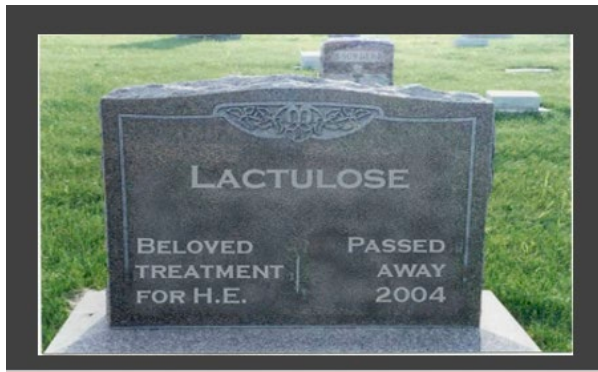 LACTULOSE
BELOVED
TREATMENT
FOR H.E.
PASSED
AWAY
2004